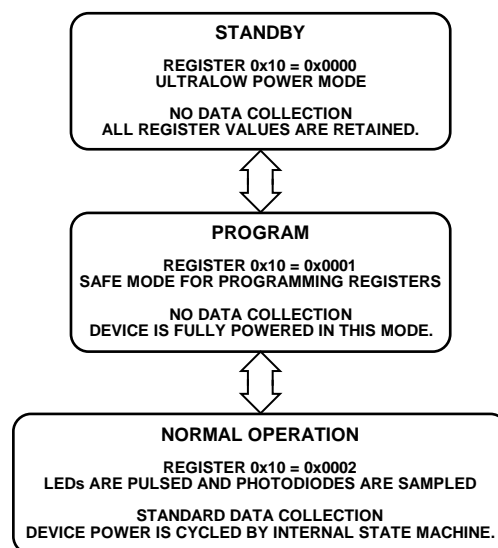 STANDBY
REGISTER 0x10 = 0x0000
ULTRALOW POWER MODE
NO DATA COLLECTION
ALL REGISTER VALUES ARE RETAINED.
PROGRAM
REGISTER 0x10 = 0x0001
SAFE MODE FOR PROGRAMMING REGISTERS
NO DATA COLLECTION
DEVICE IS FULLY POWERED IN THIS MODE.
NORMAL OPERATION
REGISTER 0x10 = 0x0002
LEDs ARE PULSED AND PHOTODIODES ARE SAMPLED
STANDARD DATA COLLECTION
DEVICE POWER IS CYCLED BY INTERNAL STATE MACHINE.